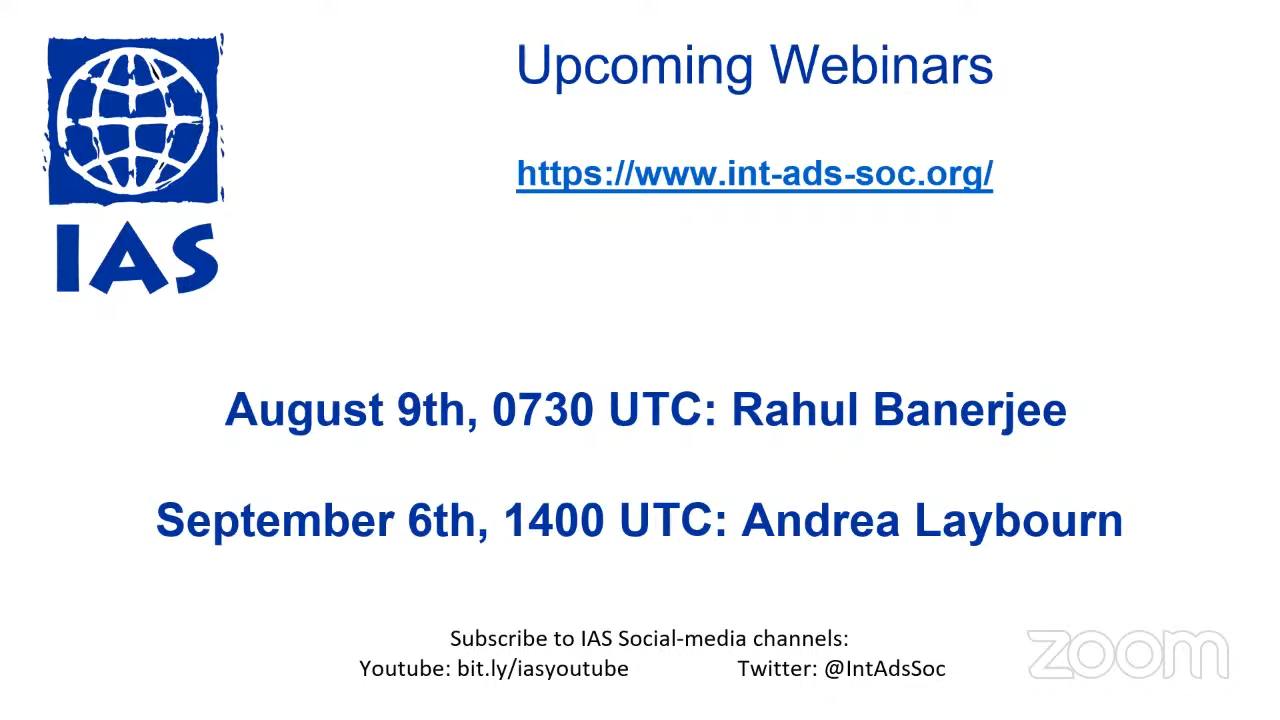 IAS
Upcoming Webinars
https://www.int-ads-soc.org/
August 9th, 0730 UTC: Rahul Banerjee
September 6th, 1400 UTC: Andrea Laybourn
Subscribe to IAS Social-media channels:
Youtube: bit.ly/iasyoutube Twitter: @IntAdsSoc
zoom